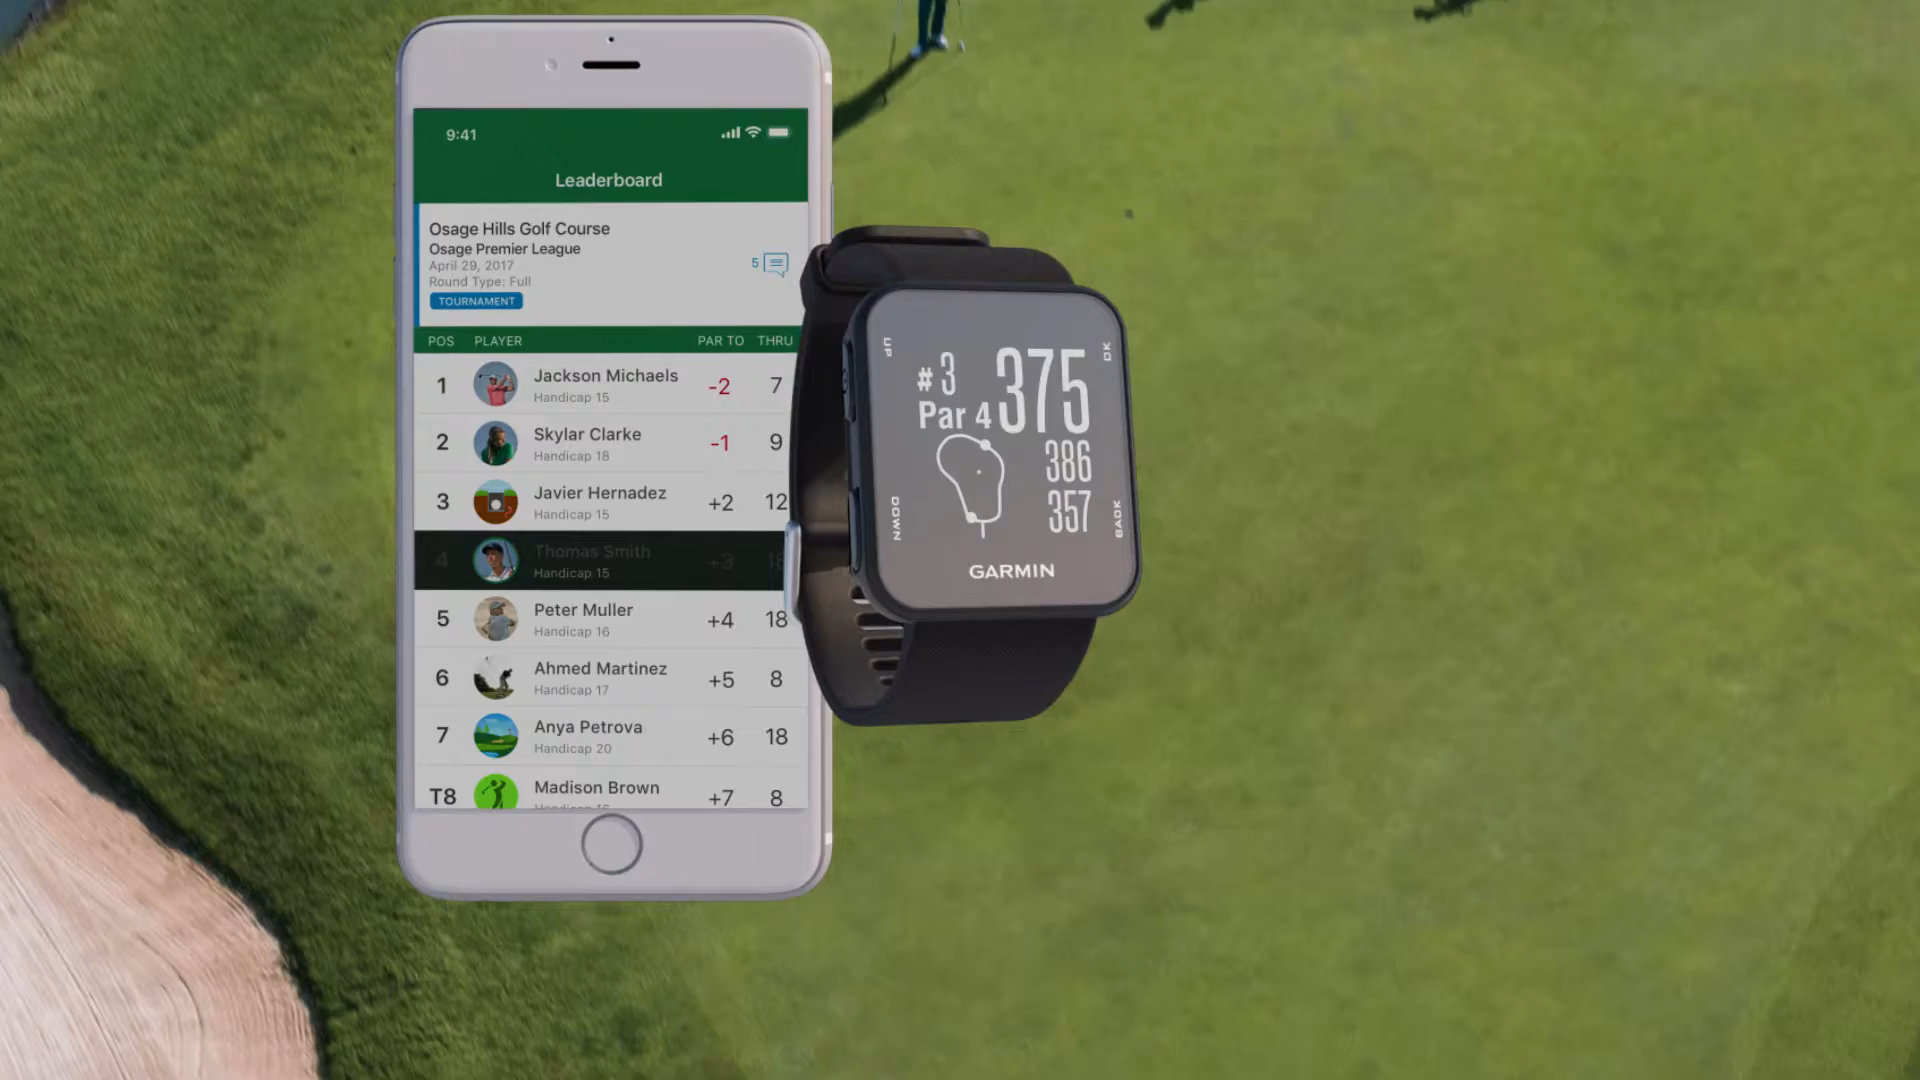 9:41
Leaderboard
Osage Hills Golf Course
Osage Premier League
April 29, 2017
Round Type: Full
5
TOURNAMENT
POS PLAYER PAR TO THRU
1 Jackson Michaels -2 7
Handicap 15
2 Skylar Clarke -1 9
Handicap 18
3 Javier Hernadez +2 12
Handicap 15
4 Thomas Smith +3 18
Handicap 15
5 Peter Muller +4 18
Handicap 16
6 Ahmed Martinez +5 8
Handicap 17
7 Anya Petrova +6 18
Handicap 20
T8 Madison Brown +7 8
UP OK
# 3 375
Par 4
386
357
DOWN BACK
GARMIN